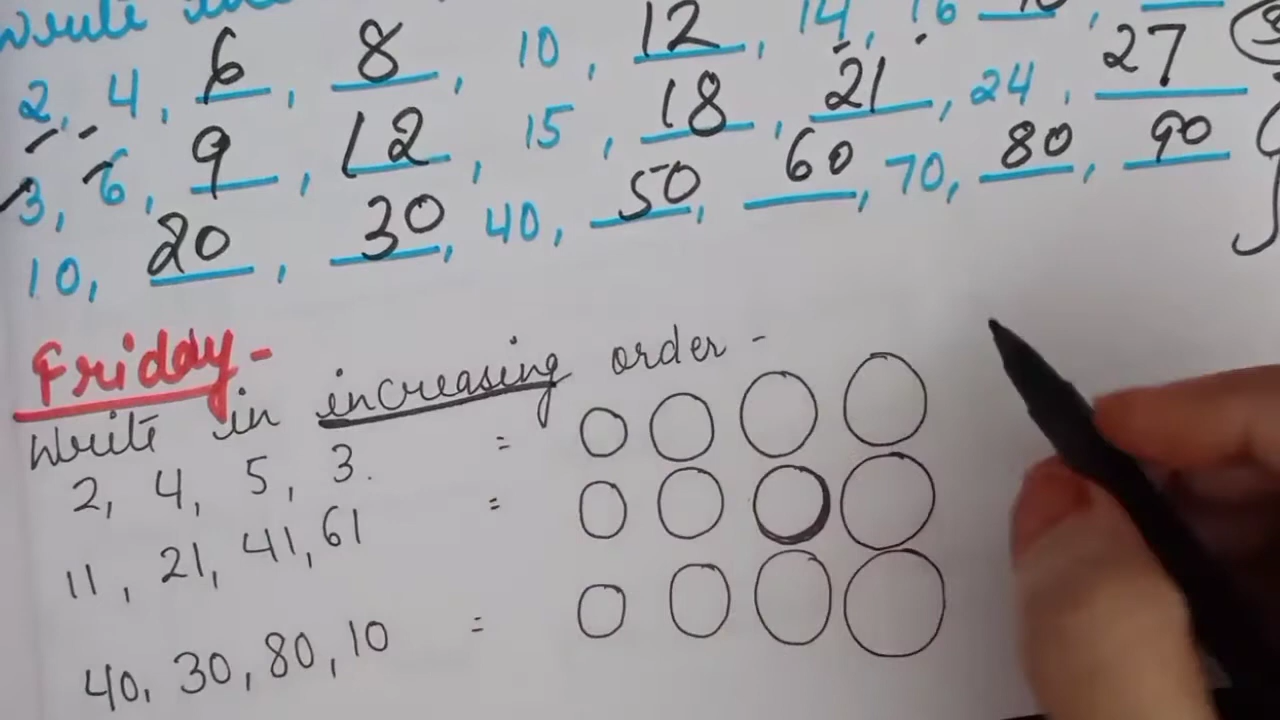 Write in
2, 4, 6, 8, 10, 12, 14, 16
3, 6, 9, 12, 15, 18, 21, 24, 27
10, 20, 30, 40, 50, 60, 70, 80, 90
Friday-
Write in increasing order -
2, 4, 5, 3. =
11, 21, 41, 61 =
40, 30, 80, 10 =